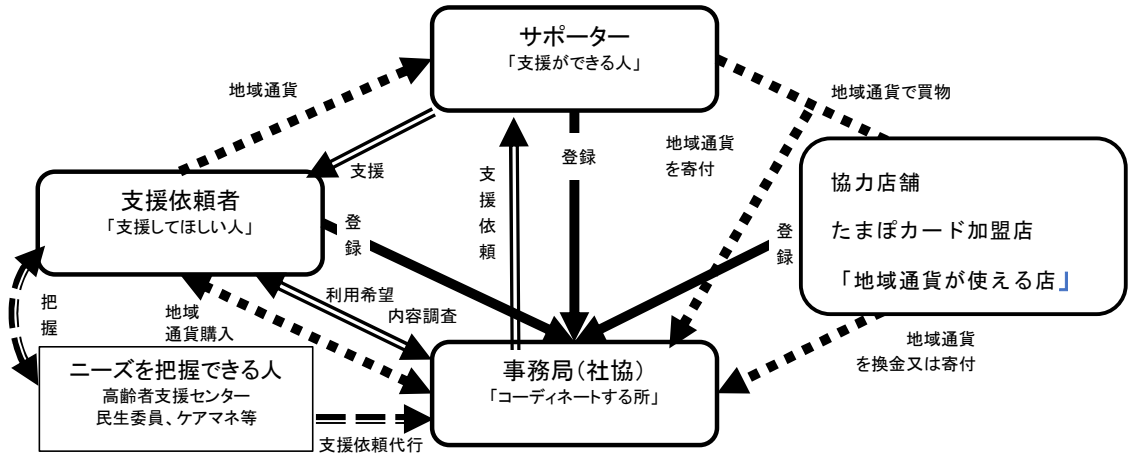 サポーター
「支援ができる人」
地域通貨
地域通貨で買物
支援
登録
地域通貨
を寄付
支援依頼
支援依頼者
「支援してほしい人」
登録
協力店舗
たまぽカード加盟店
「地域通貨が使える店」
登録
把握
利用希望
内容調査
地域
通貨購入
地域通貨
を換金又は寄付
ニーズを把握できる人
高齢者支援センター
民生委員、ケアマネ等
事務局(社協)
「コーディネートする所」
支援依頼代行